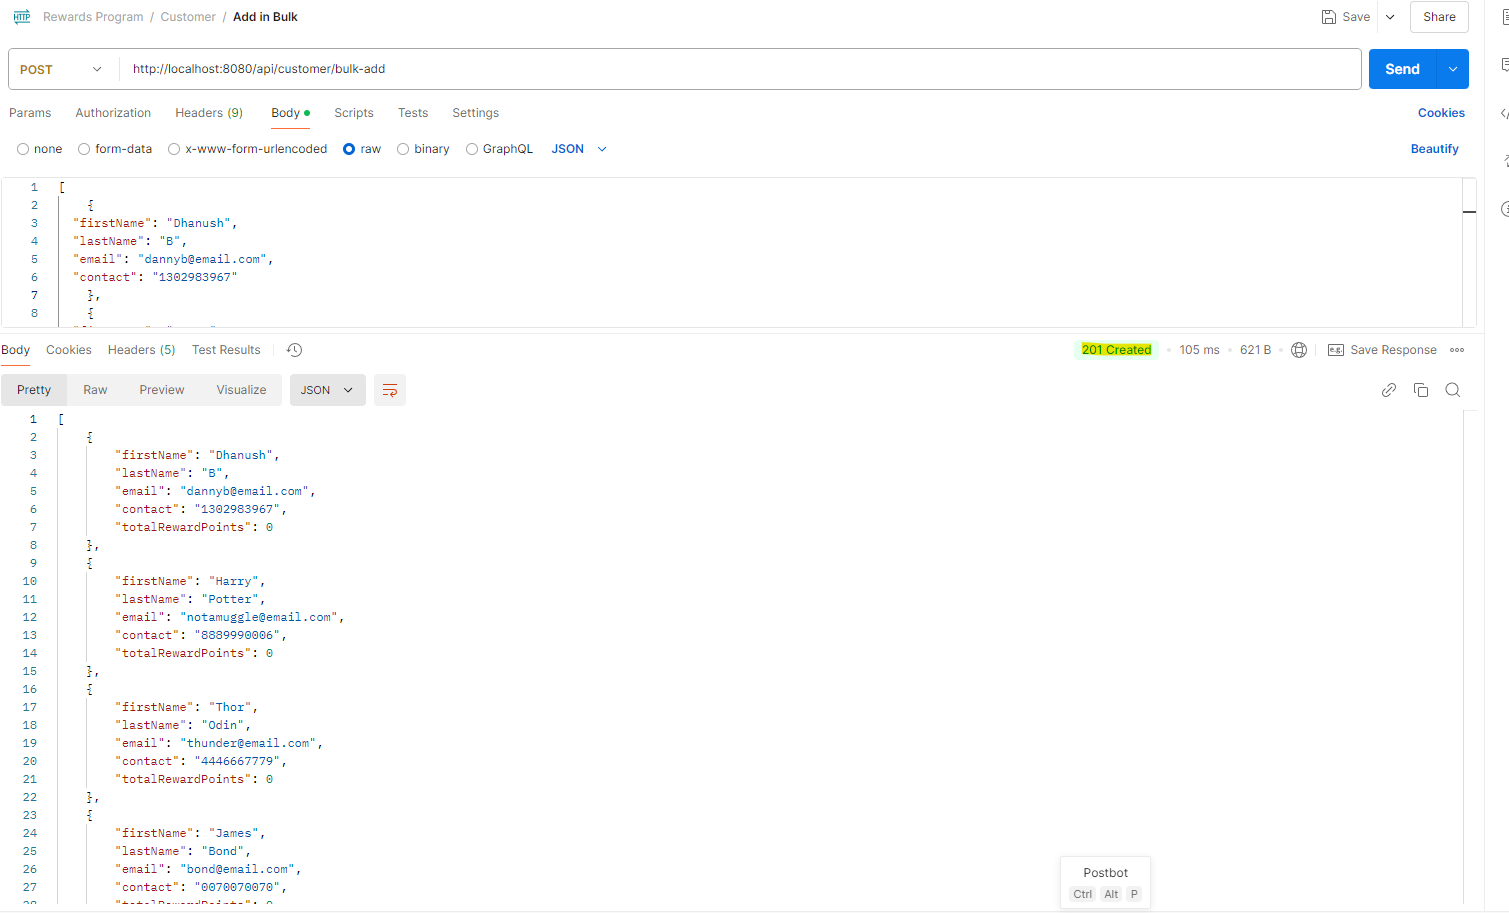 HTTP Rewards Program / Customer / Add in Bulk Save Share
POST http://localhost:8080/api/customer/bulk-add Send
Params Authorization Headers (9) Body Scripts Tests Settings Cookies
none form-data x-www-form-urlencoded raw binary GraphQL JSON Beautify
1 [
2 {
3 "firstName": "Dhanush",
4 "lastName": "B",
5 "email": "dannyb@email.com",
6 "contact": "1302983967"
7 },
8 {
Body Cookies Headers (5) Test Results 201 Created 105 ms 621 B e.g. Save Response
Pretty Raw Preview Visualize JSON
1 [
2 {
3 "firstName": "Dhanush",
4 "lastName": "B",
5 "email": "dannyb@email.com",
6 "contact": "1302983967",
7 "totalRewardPoints": 0
8 },
9 {
10 "firstName": "Harry",
11 "lastName": "Potter",
12 "email": "notamuggle@email.com",
13 "contact": "8889990006",
14 "totalRewardPoints": 0
15 },
16 {
17 "firstName": "Thor",
18 "lastName": "Odin",
19 "email": "thunder@email.com",
20 "contact": "4446667779",
21 "totalRewardPoints": 0
22 },
23 {
24 "firstName": "James",
25 "lastName": "Bond",
26 "email": "bond@email.com",
27 "contact": "0070070070",
Postbot
Ctrl Alt P